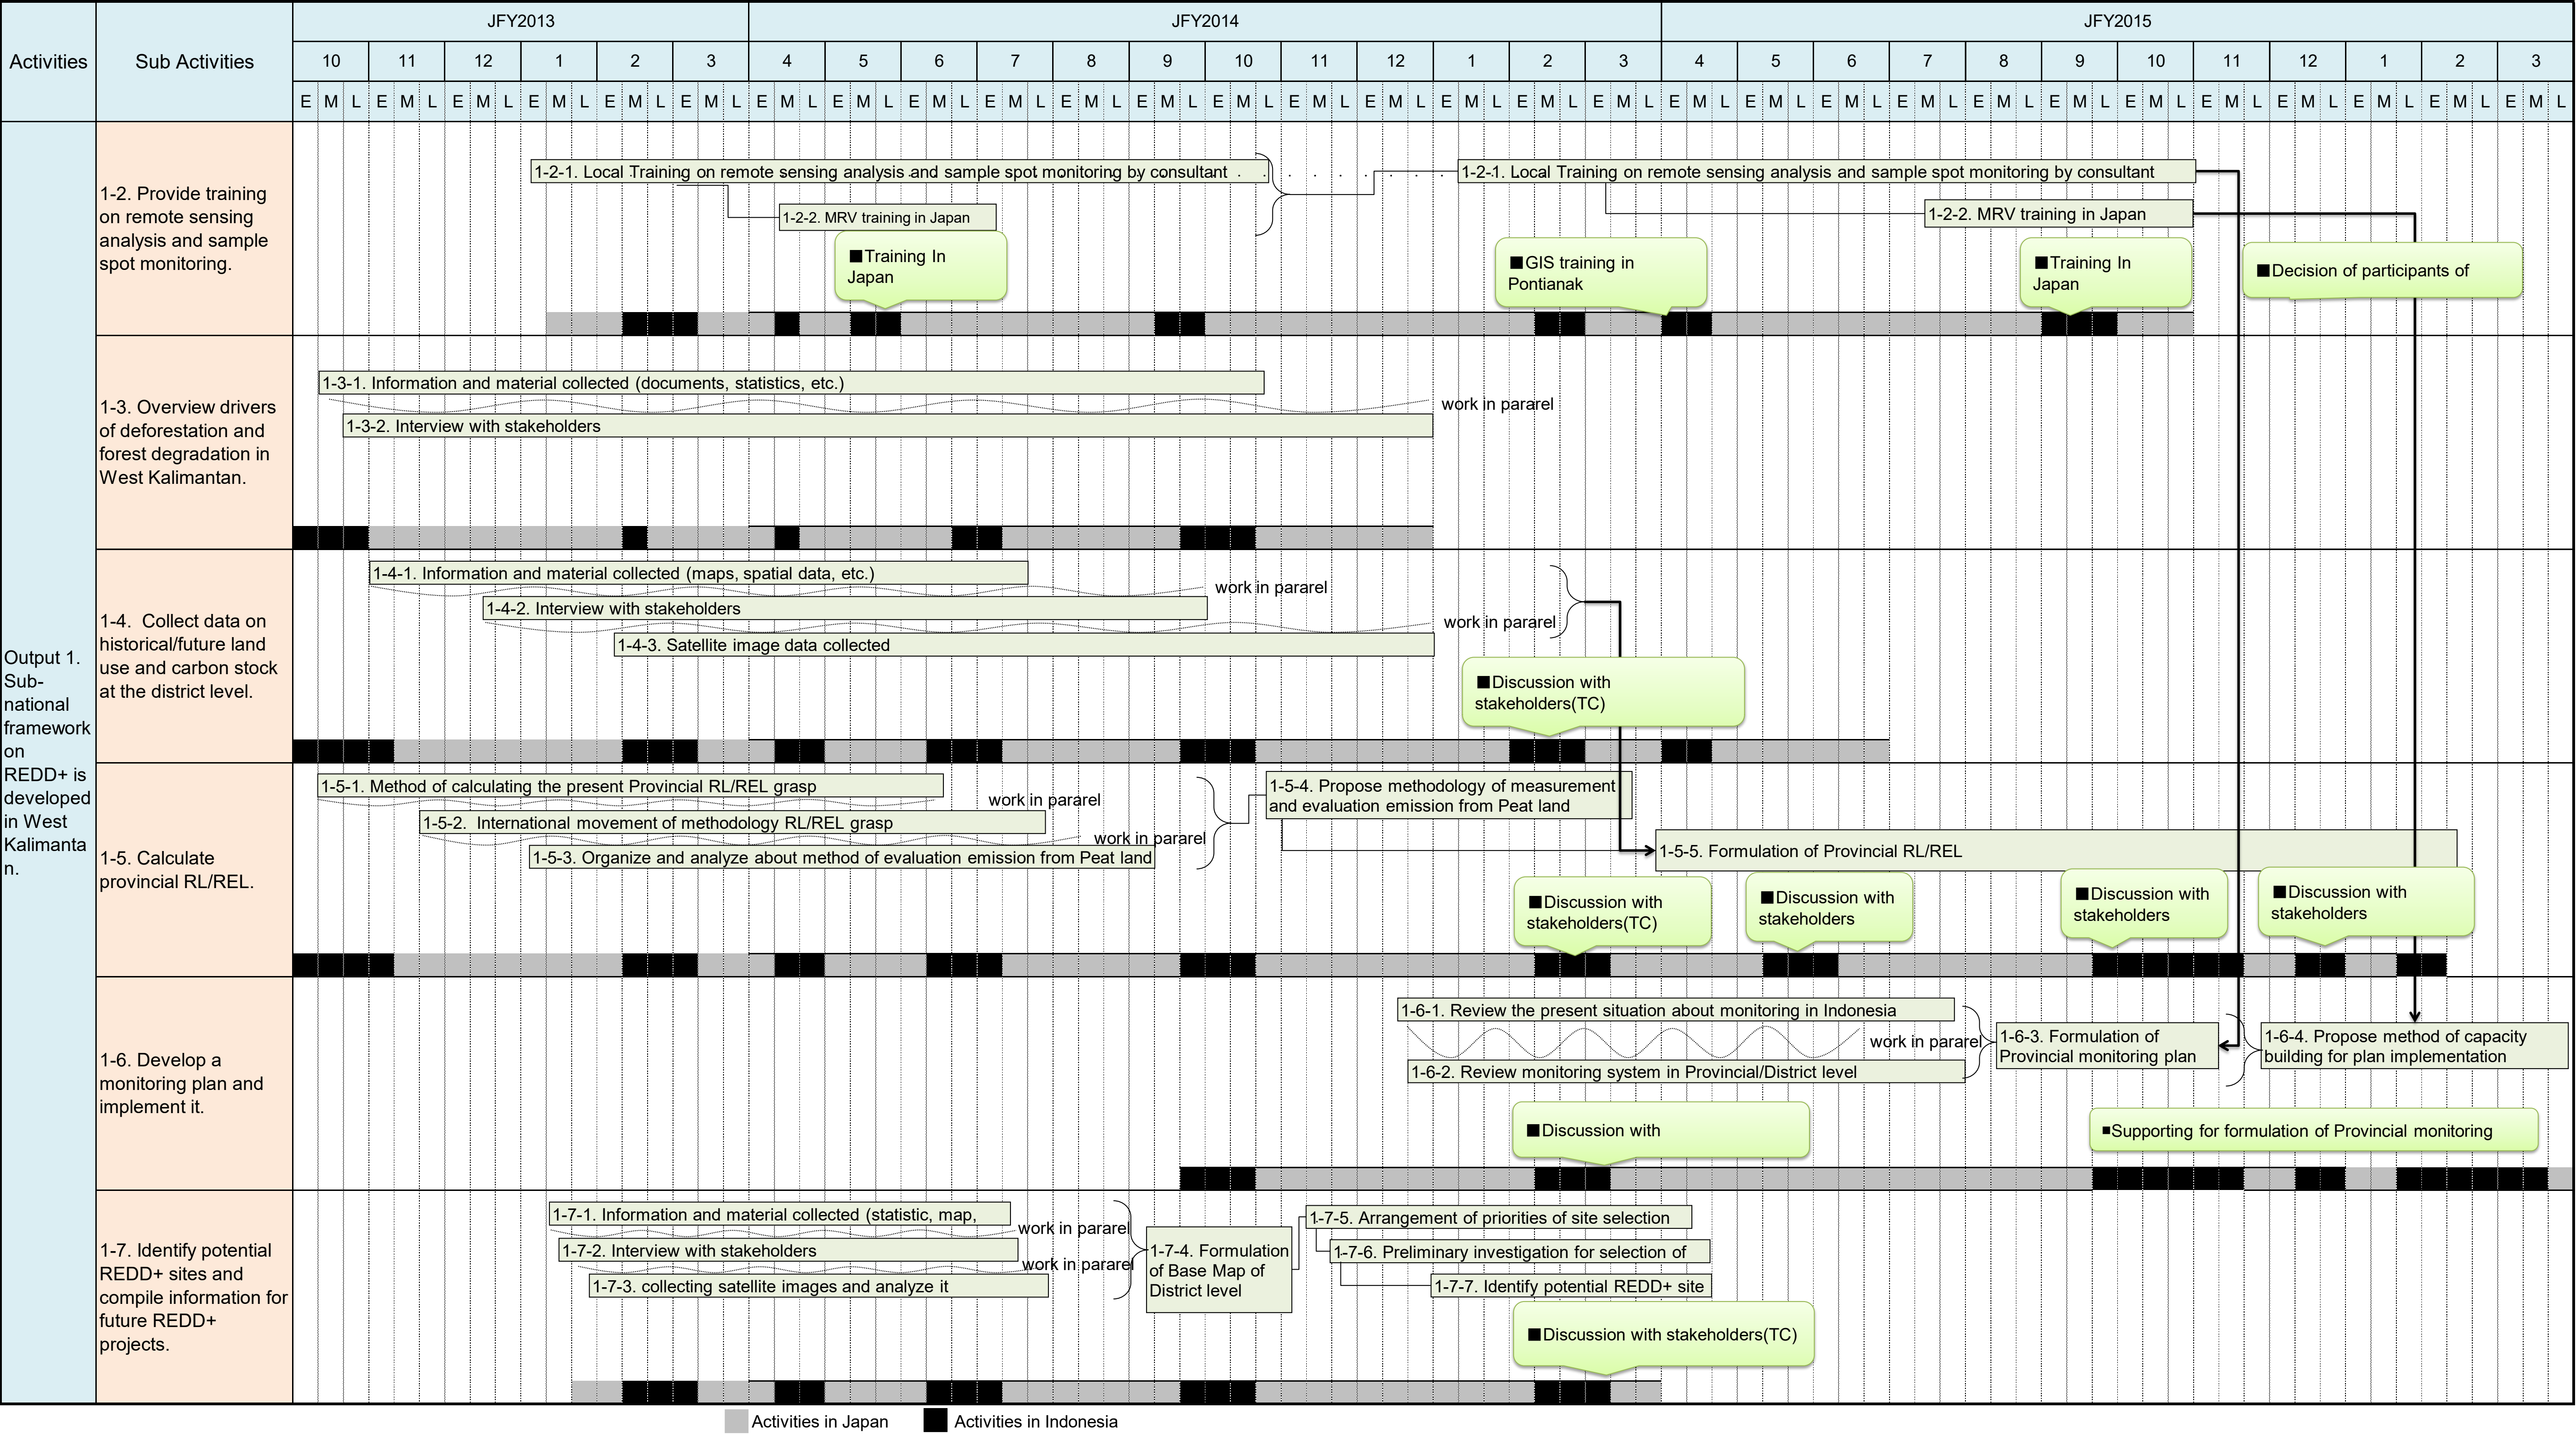 JFY2013
JFY2014
JFY2015
Activities
Sub Activities
10 11 12 1 2 3 4 5 6 7 8 9 10 11 12 1 2 3 4 5 6 7 8 9 10 11 12 1 2 3
E M L E M L E M L E M L E M L E M L E M L E M L E M L E M L E M L E M L E M L E M L E M L E M L E M L E M L E M L E M L E M L E M L E M L E M L E M L E M L E M L E M L E M L E M L
Output 1.
Sub-
national
framework
on
REDD+ is
developed
in West
Kalimanta
n.
1-2. Provide training
on remote sensing
analysis and sample
spot monitoring.
1-2-1. Local Training on remote sensing analysis and sample spot monitoring by consultant
1-2-1. Local Training on remote sensing analysis and sample spot monitoring by consultant
1-2-2. MRV training in Japan
1-2-2. MRV training in Japan
■Training In
Japan
■GIS training in
Pontianak
■Training In
Japan
■Decision of participants of
1-3. Overview drivers
of deforestation and
forest degradation in
West Kalimantan.
1-3-1. Information and material collected (documents, statistics, etc.)
work in pararel
1-3-2. Interview with stakeholders
1-4.  Collect data on
historical/future land
use and carbon stock
at the district level.
1-4-1. Information and material collected (maps, spatial data, etc.)
work in pararel
1-4-2. Interview with stakeholders
work in pararel
1-4-3. Satellite image data collected
■Discussion with
stakeholders(TC)
1-5. Calculate
provincial RL/REL.
1-5-1. Method of calculating the present Provincial RL/REL grasp
work in pararel
1-5-2.  International movement of methodology RL/REL grasp
work in pararel
1-5-3. Organize and analyze about method of evaluation emission from Peat land
1-5-4. Propose methodology of measurement
and evaluation emission from Peat land
1-5-5. Formulation of Provincial RL/REL
■Discussion with
stakeholders(TC)
■Discussion with
stakeholders
■Discussion with
stakeholders
■Discussion with
stakeholders
1-6. Develop a
monitoring plan and
implement it.
1-6-1. Review the present situation about monitoring in Indonesia
work in pararel
1-6-2. Review monitoring system in Provincial/District level
1-6-3. Formulation of
Provincial monitoring plan
1-6-4. Propose method of capacity
building for plan implementation
■Discussion with
■Supporting for formulation of Provincial monitoring
1-7. Identify potential
REDD+ sites and
compile information for
future REDD+
projects.
1-7-1. Information and material collected (statistic, map,
work in pararel
1-7-2. Interview with stakeholders
work in pararel
1-7-3. collecting satellite images and analyze it
1-7-4. Formulation
of Base Map of
District level
1-7-5. Arrangement of priorities of site selection
1-7-6. Preliminary investigation for selection of
1-7-7. Identify potential REDD+ site
■Discussion with stakeholders(TC)
Activities in Japan
Activities in Indonesia